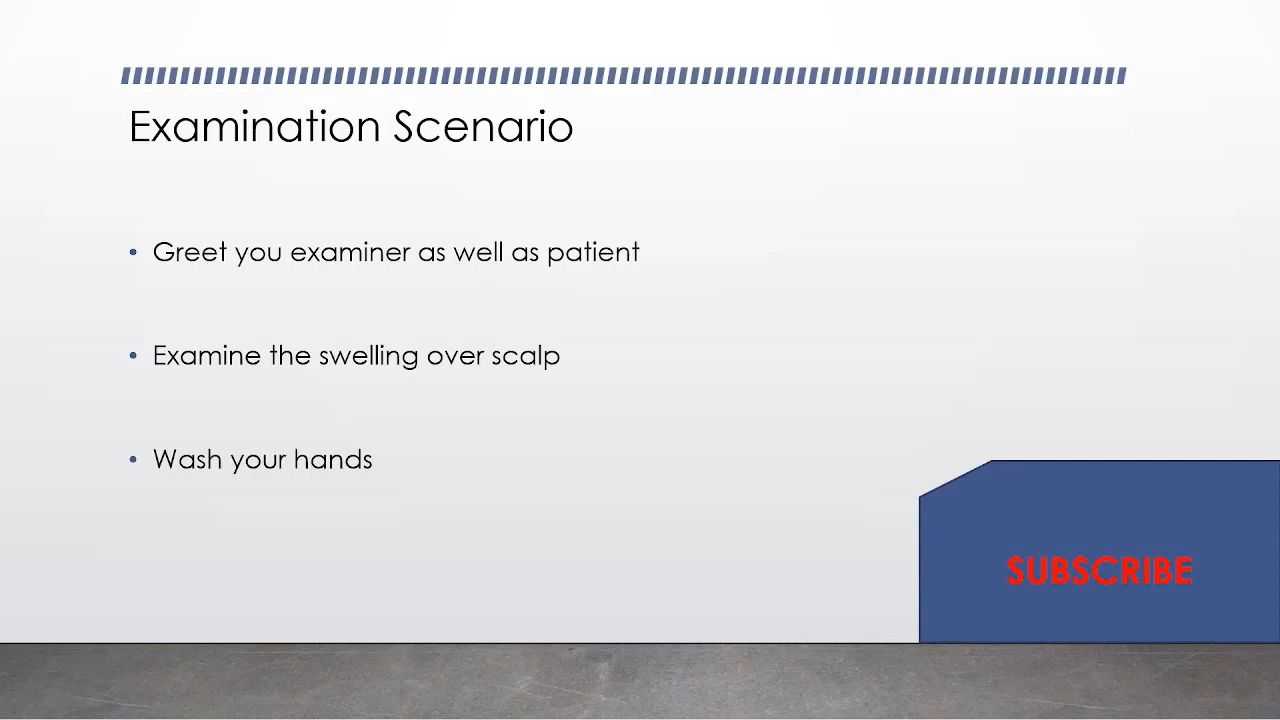 Examination Scenario
• Greet you examiner as well as patient
• Examine the swelling over scalp
• Wash your hands
SUBSCRIBE